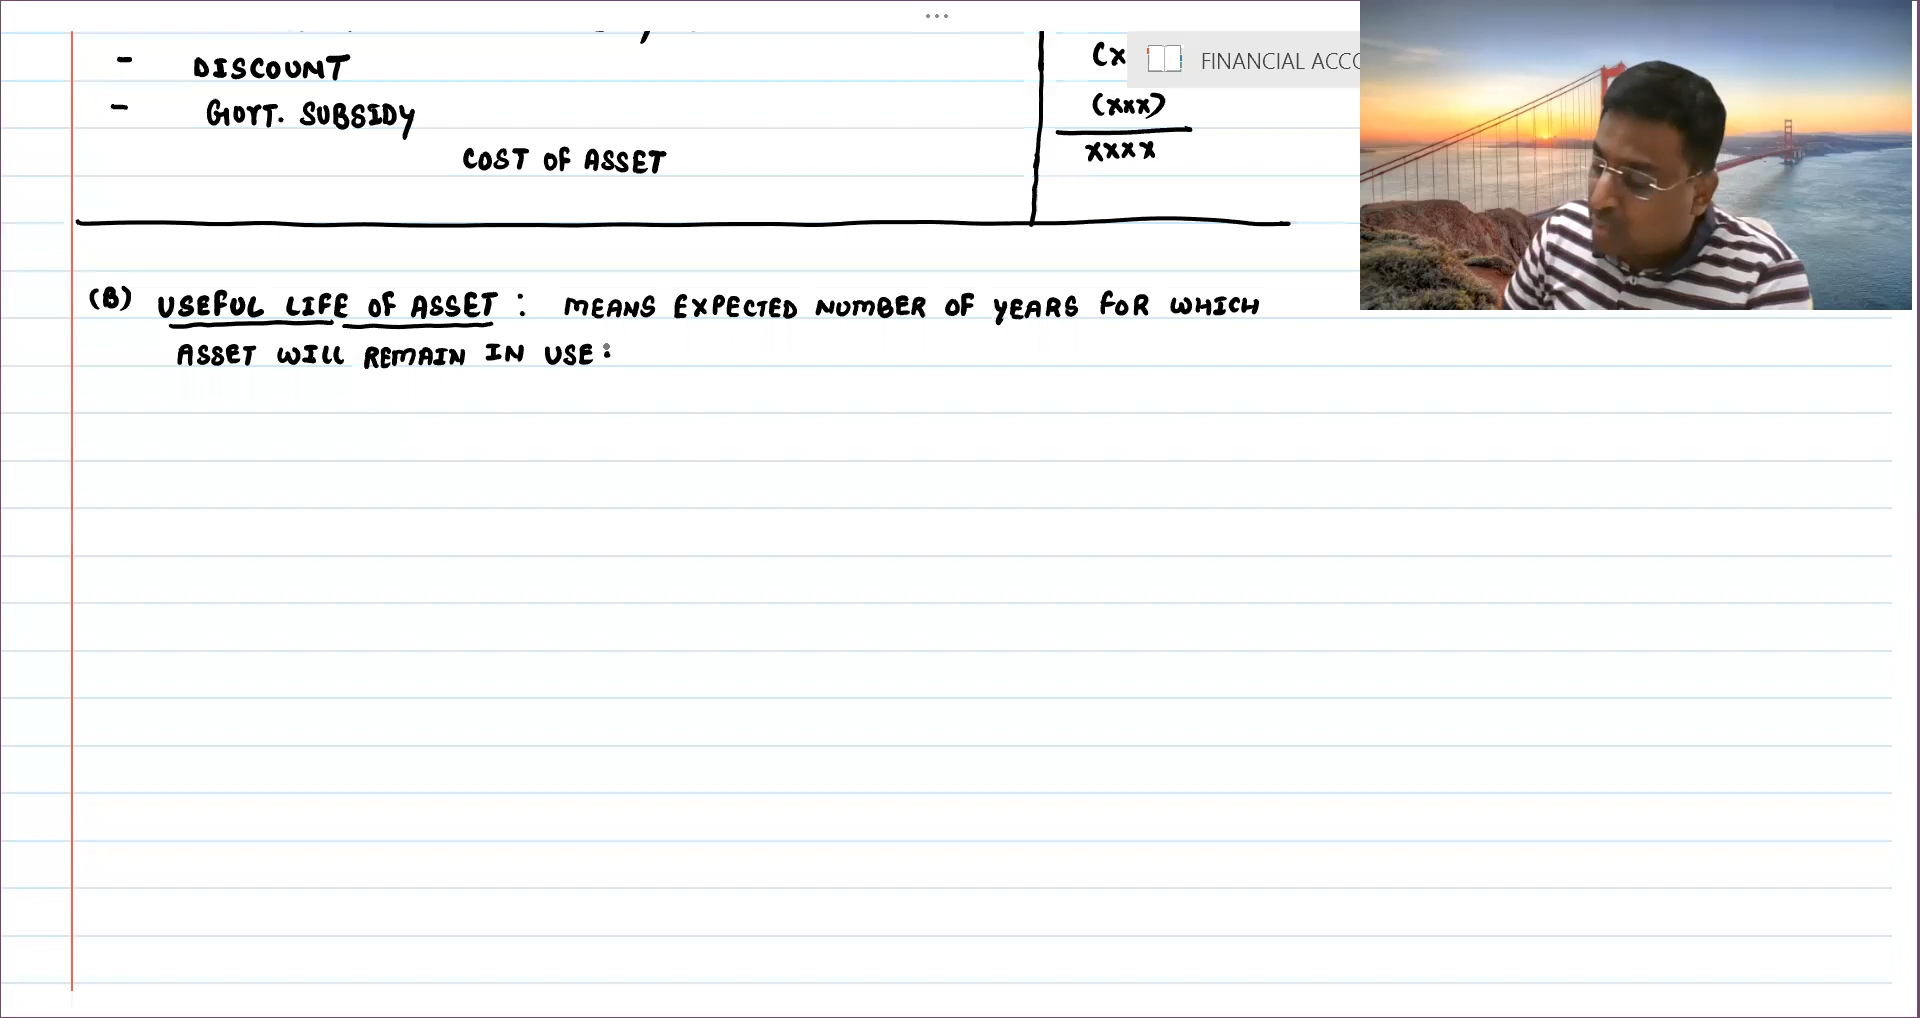 - DISCOUNT (x
FINANCIAL ACCO
- GOVT. SUBSIDY (xxx)
COST OF ASSET xxxx
(B) USEFUL LIFE OF ASSET : MEANS EXPECTED NUMBER OF YEARS FOR WHICH
ASSET WILL REMAIN IN USE: